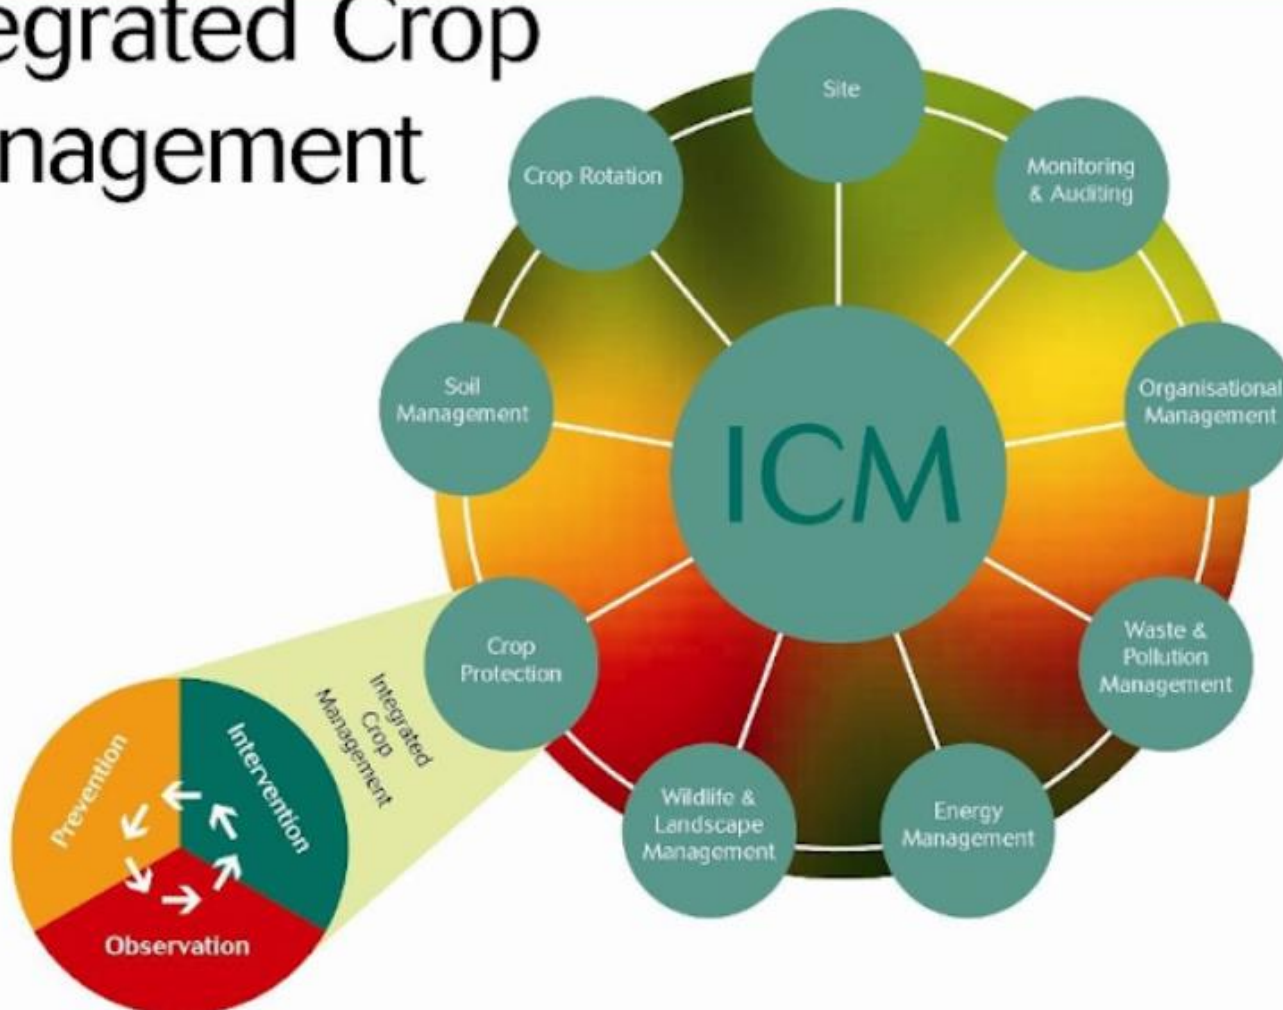 egrated Crop
nagement
Site
Monitoring
& Auditing
Organisational
Management
Waste &
Pollution
Management
Energy
Management
Wildlife &
Landscape
Management
Crop
Protection
Soil
Management
Crop Rotation
ICM
Integrated
Crop
Management
Prevention
Intervention
Observation